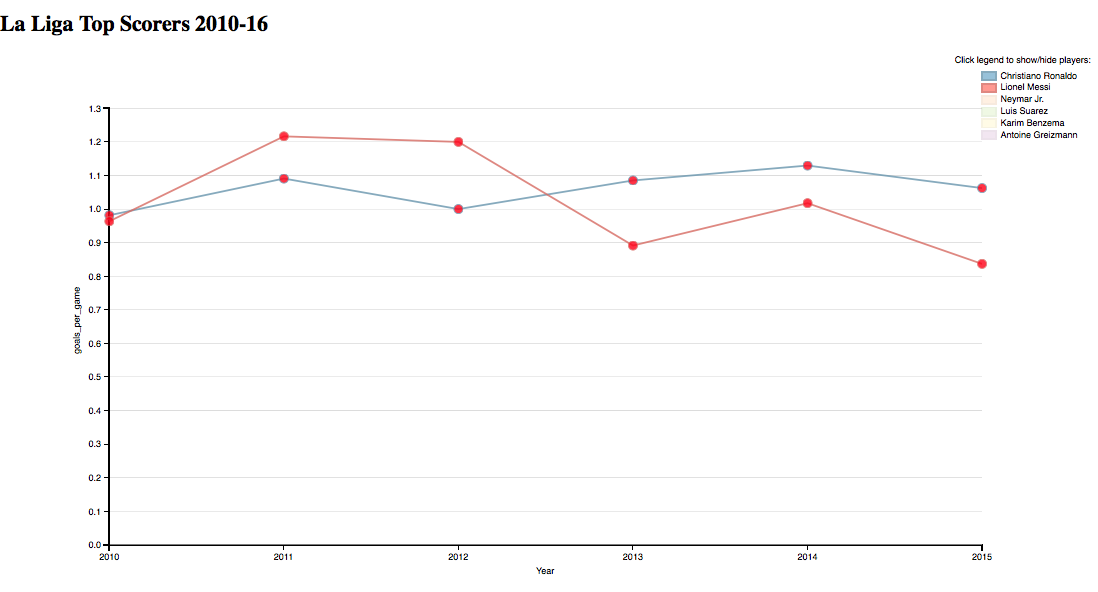 La Liga Top Scorers 2010-16
Click legend to show/hide players:
Christiano Ronaldo
Lionel Messi
Neymar Jr.
Luis Suarez
Karim Benzema
Antoine Greizmann
1.3
1.2
1.1
1.0
0.9
0.8
0.7
0.6
0.5
0.4
0.3
0.2
0.1
0.0
goals_per_game
2010 2011 2012 2013 2014 2015
Year